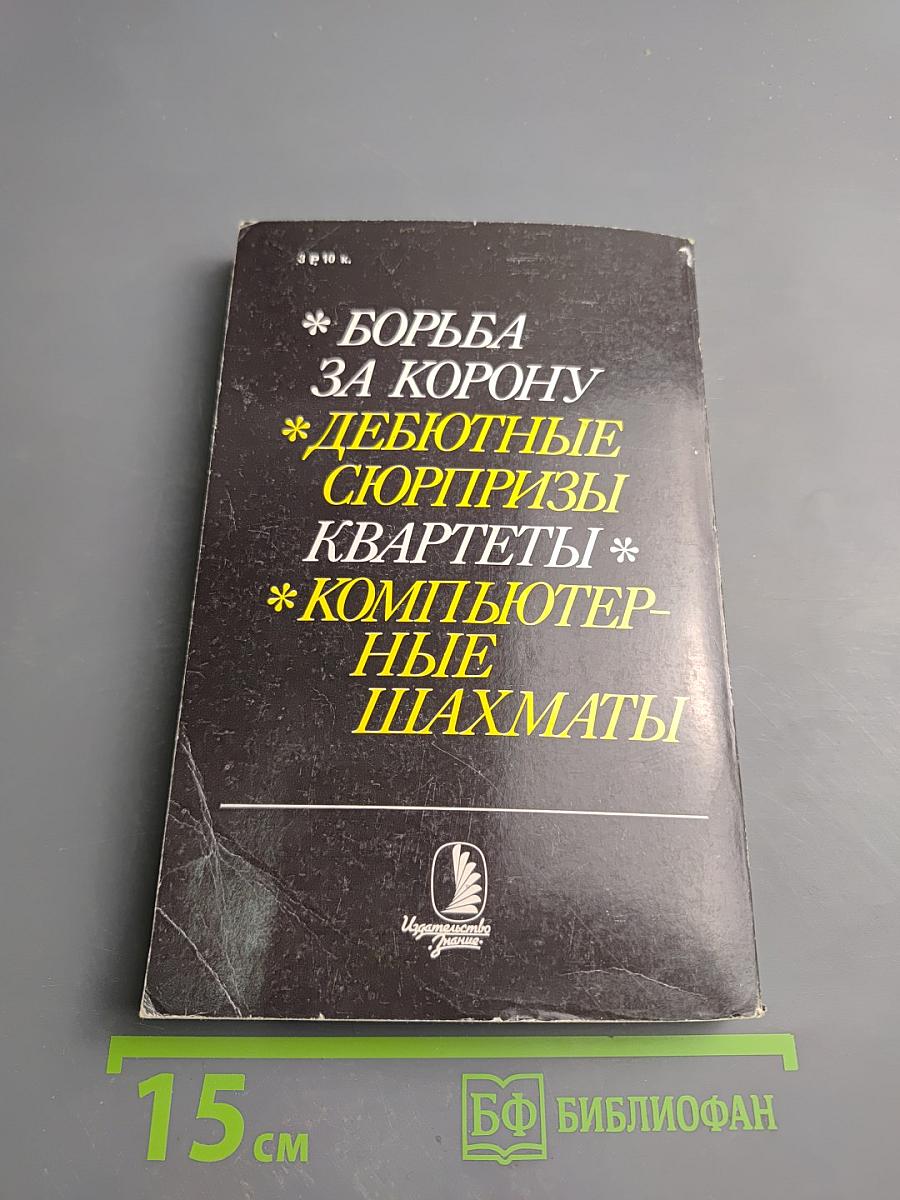 3 р. 10 к.
* БОРЬБА
ЗА КОРОНУ
* ДЕБЮТНЫЕ
СЮРПРИЗЫ
КВАРТЕТЫ *
* КОМПЬЮТЕР-
НЫЕ
ШАХМАТЫ
Издательство
·Знание·
15 см
БФ БИБЛИОФАН